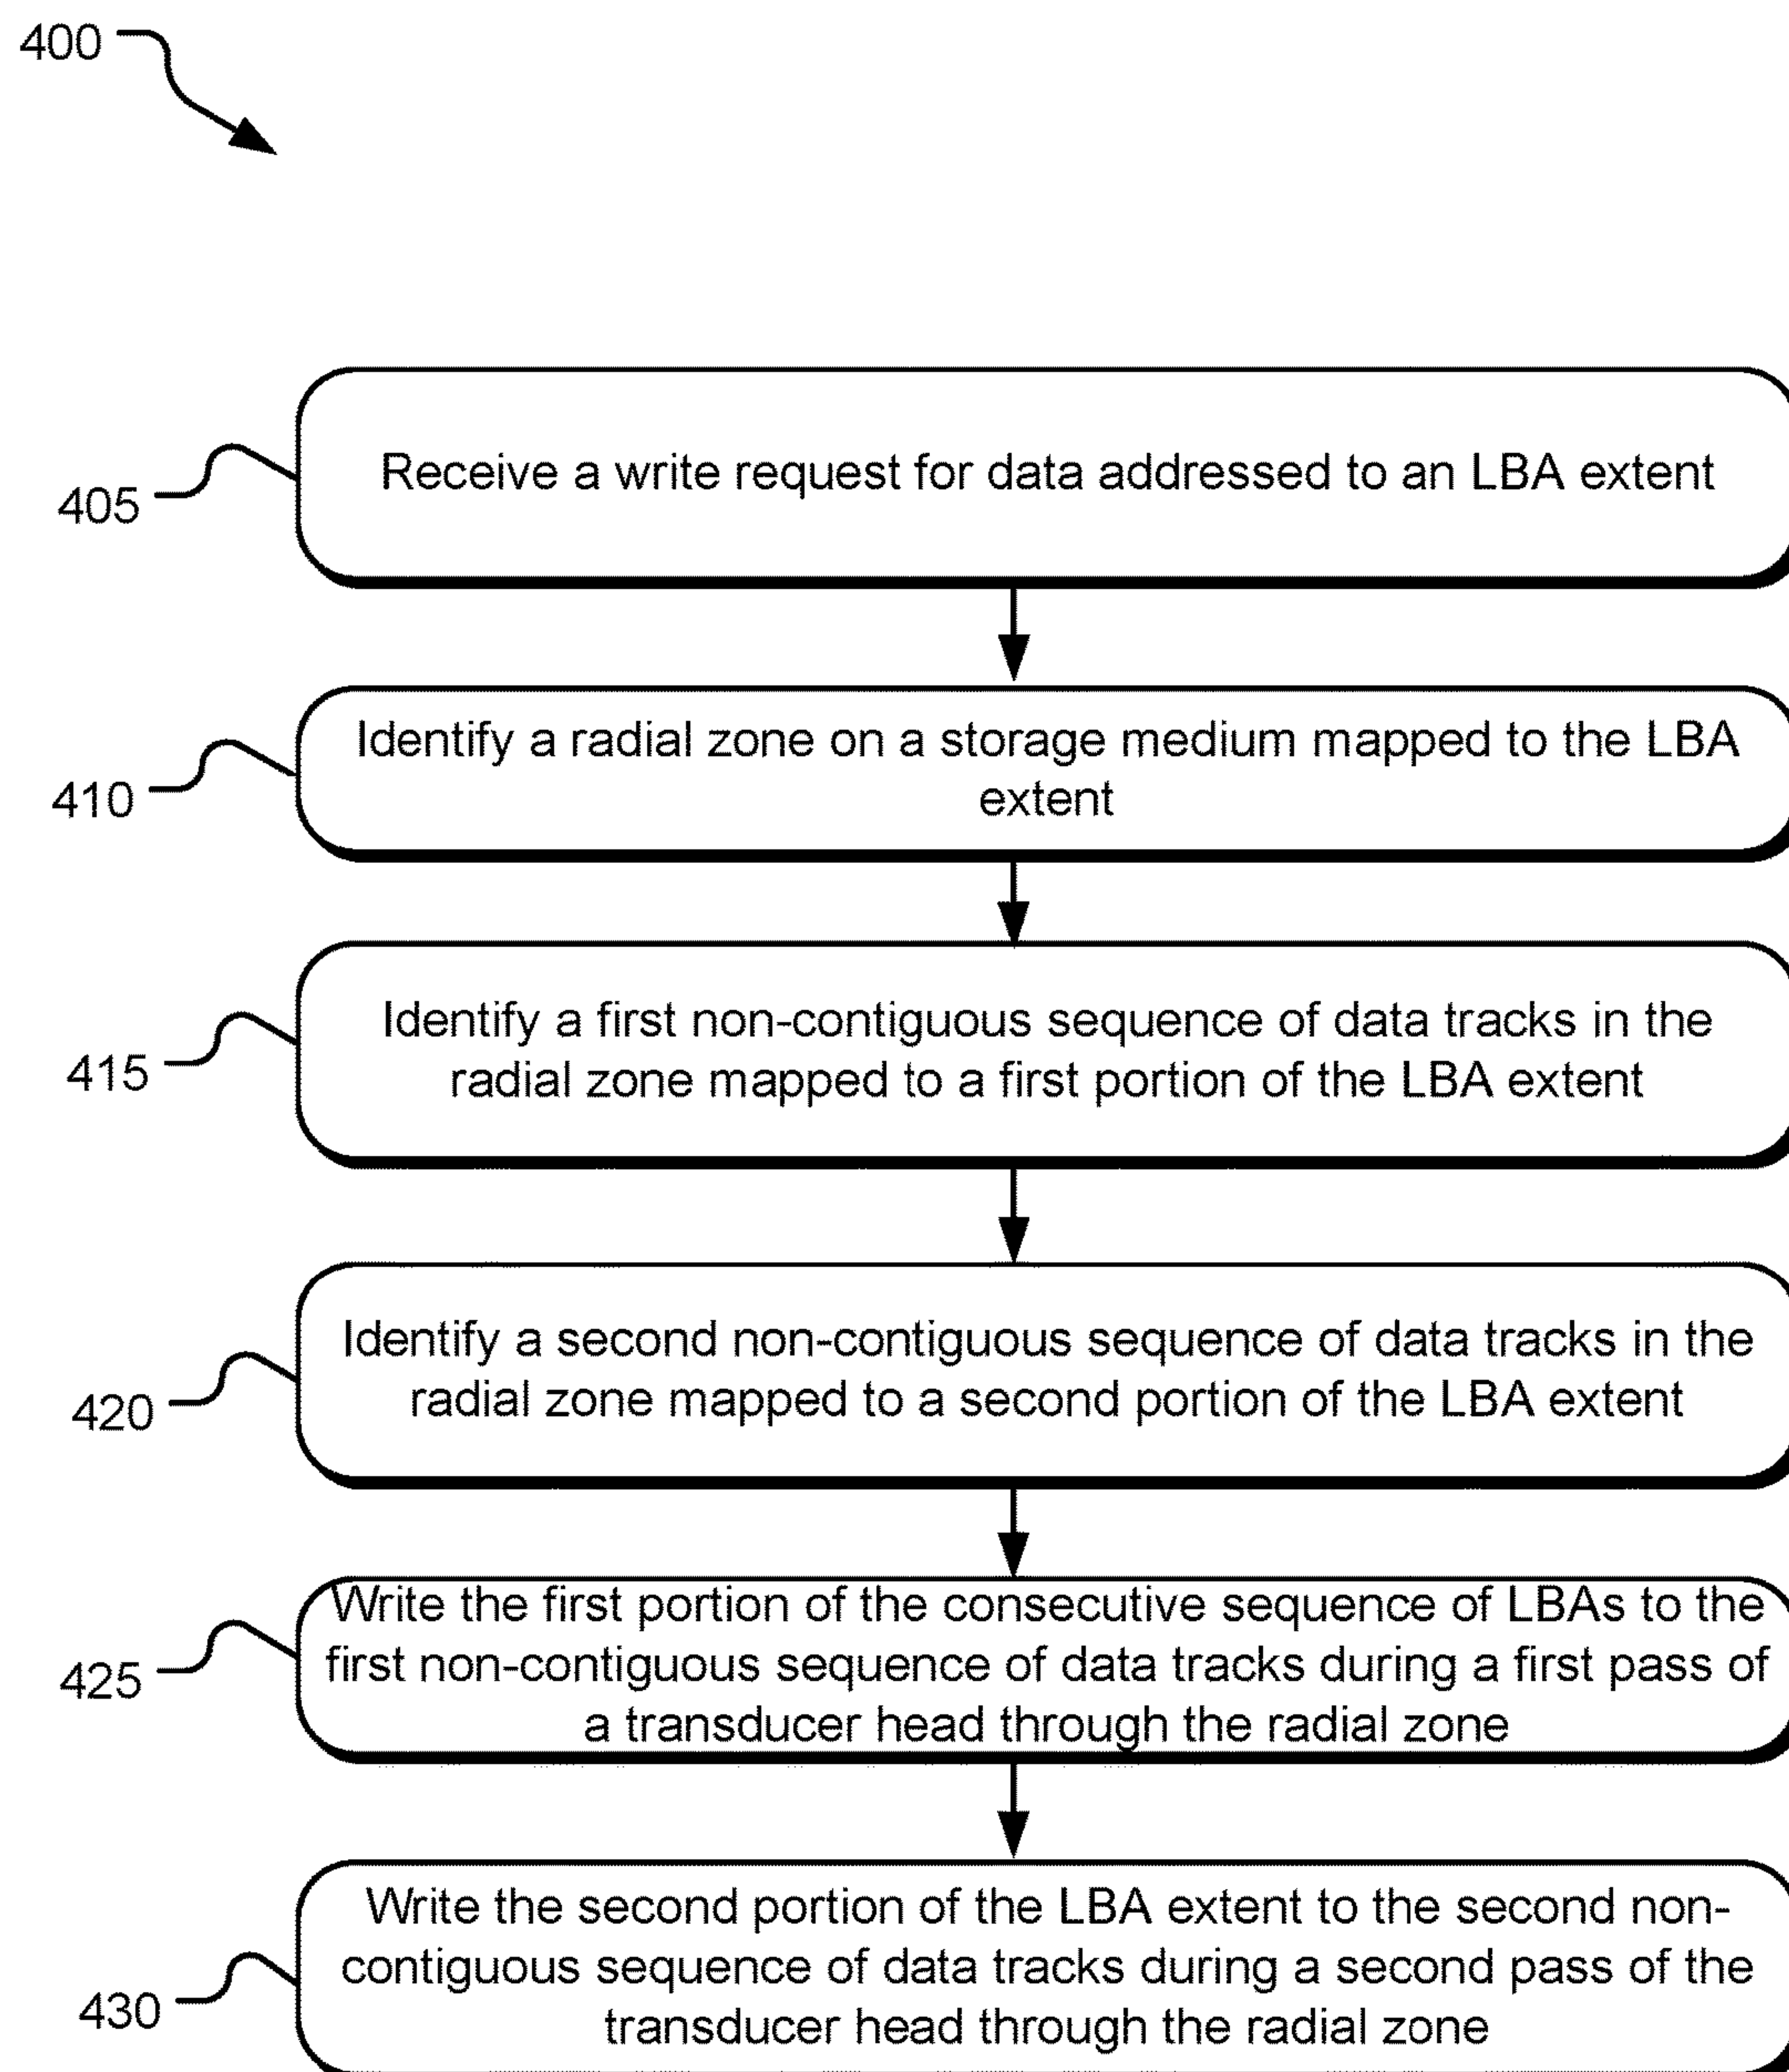 400
405
Receive a write request for data addressed to an LBA extent
410
Identify a radial zone on a storage medium mapped to the LBA
extent
415
Identify a first non-contiguous sequence of data tracks in the
radial zone mapped to a first portion of the LBA extent
420
Identify a second non-contiguous sequence of data tracks in the
radial zone mapped to a second portion of the LBA extent
425
Write the first portion of the consecutive sequence of LBAs to the
first non-contiguous sequence of data tracks during a first pass of
a transducer head through the radial zone
430
Write the second portion of the LBA extent to the second non-
contiguous sequence of data tracks during a second pass of the
transducer head through the radial zone